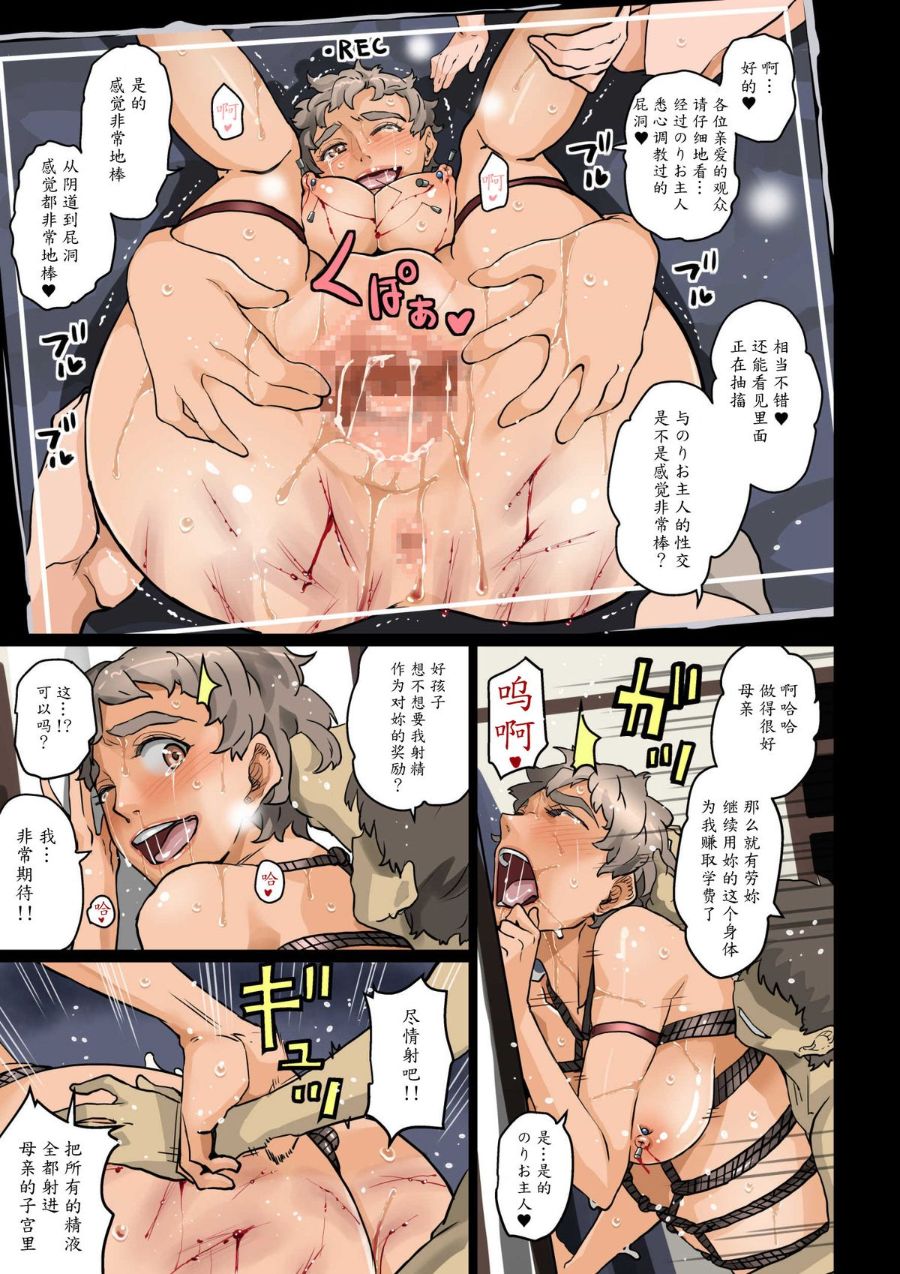 啊…
好的♥
各位亲爱的观众
请仔细地看…
经过のりお主人
悉心调教过的
屁洞♥
·REC
啊♥
啊♥
是的
感觉
非常地棒
从阴道到屁洞
感觉都非常地棒♥
くぱぁ♥
ブルッ
ブルッ
ブルッ
相当不错♥
还能看见里面
正在抽搐
与のりお主人的性交
是不是感觉非常棒？
啊哈哈
做得很好
母亲
那么就有劳妳
继续用妳的这个身体
为我赚取学费了
ガッ
呜啊♥
是…是的
のりお主人♥
好孩子
想不想要我射精
作为对妳的奖励？
这…!?
可以吗？
哈♥
哈♥
我…
非常期待!!
ギュッ
尽情射吧!!
把所有的精液
全都射进
母亲的子宫里